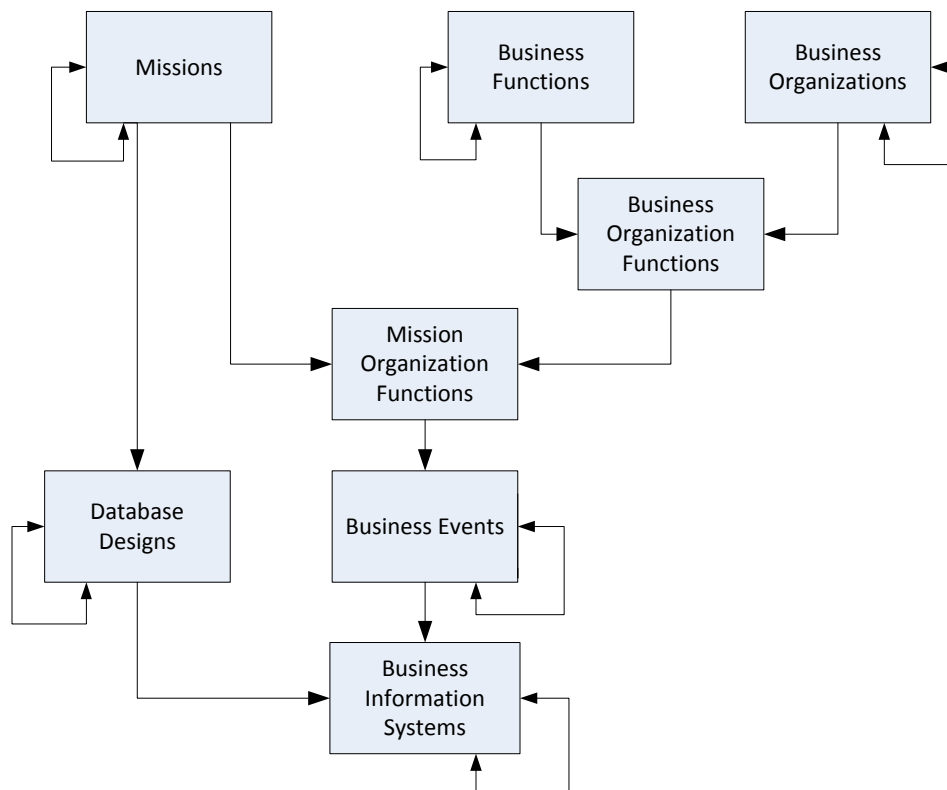 Missions
Business
Functions
Business
Organizations
Business
Organization
Functions
Mission
Organization
Functions
Database
Designs
Business Events
Business
Information
Systems